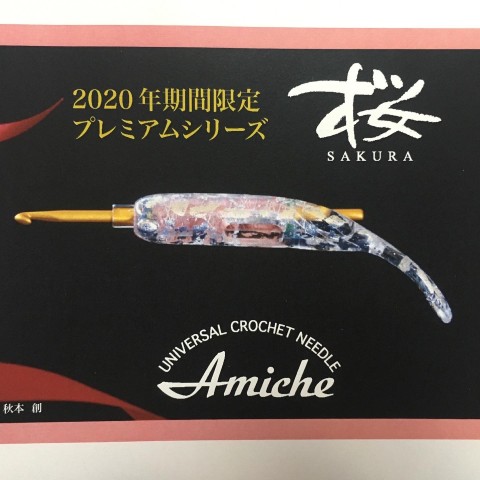 2020年期間限定
プレミアムシリーズ
桜
SAKURA
UNIVERSAL CROCHET NEEDLE
Amiche
秋本 創